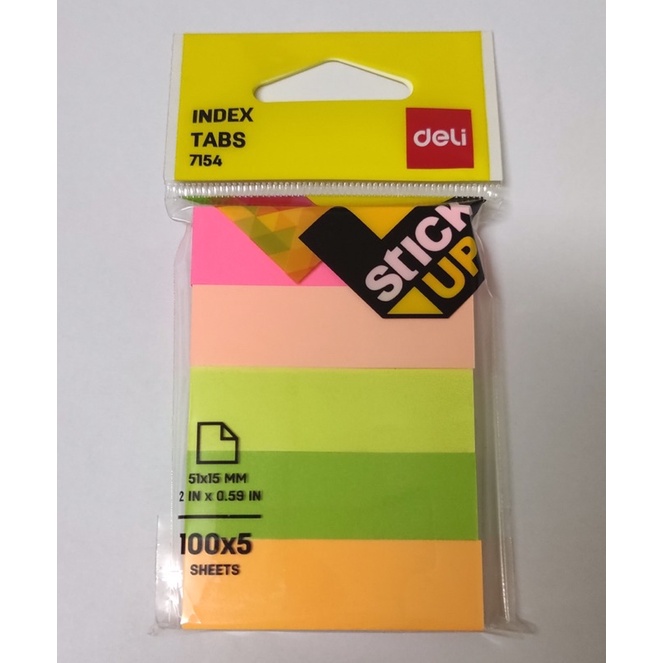 INDEX
TABS
7154
deli
STICK
UP
51x15 MM
2 IN x 0.59 IN
100x5
SHEETS